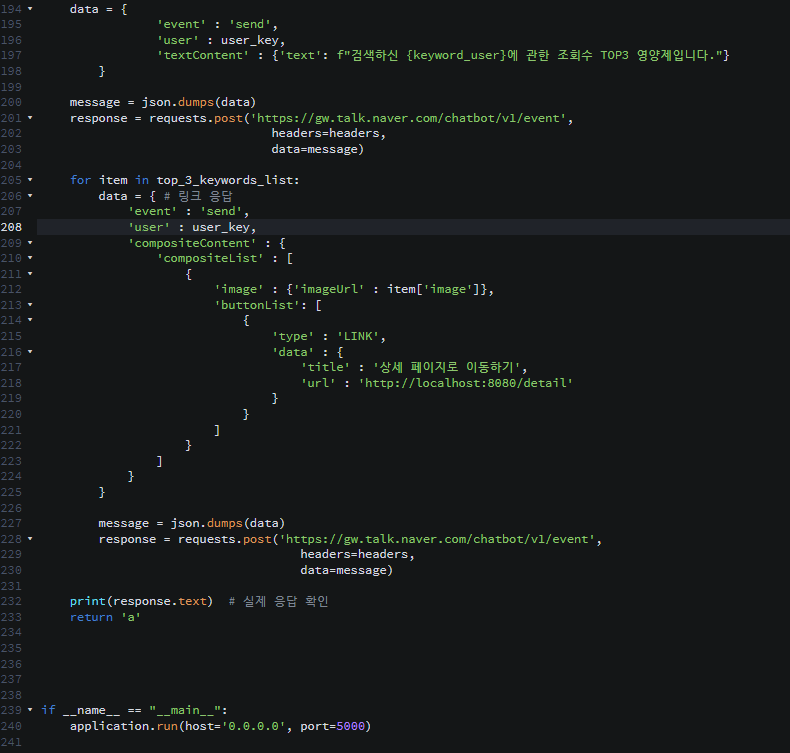 194 data = {
195 'event' : 'send',
196 'user' : user_key,
197 'textContent' : {'text': f"검색하신 {keyword_user}에 관한 조회수 TOP3 영양제입니다."}
198 }
199
200 message = json.dumps(data)
201 response = requests.post('https://gw.talk.naver.com/chatbot/v1/event',
202 headers=headers,
203 data=message)
204
205 for item in top_3_keywords_list:
206 data = { # 링크 응답
207 'event' : 'send',
208 'user' : user_key,
209 'compositeContent' : {
210 'compositeList' : [
211 {
212 'image' : {'imageUrl' : item['image']},
213 'buttonList': [
214 {
215 'type' : 'LINK',
216 'data' : {
217 'title' : '상세 페이지로 이동하기',
218 'url' : 'http://localhost:8080/detail'
219 }
220 }
221 ]
222 }
223 ]
224 }
225 }
226
227 message = json.dumps(data)
228 response = requests.post('https://gw.talk.naver.com/chatbot/v1/event',
229 headers=headers,
230 data=message)
231
232 print(response.text) # 실제 응답 확인
233 return 'a'
234
235
236
237
238
239 if __name__ == "__main__":
240 application.run(host='0.0.0.0', port=5000)
241